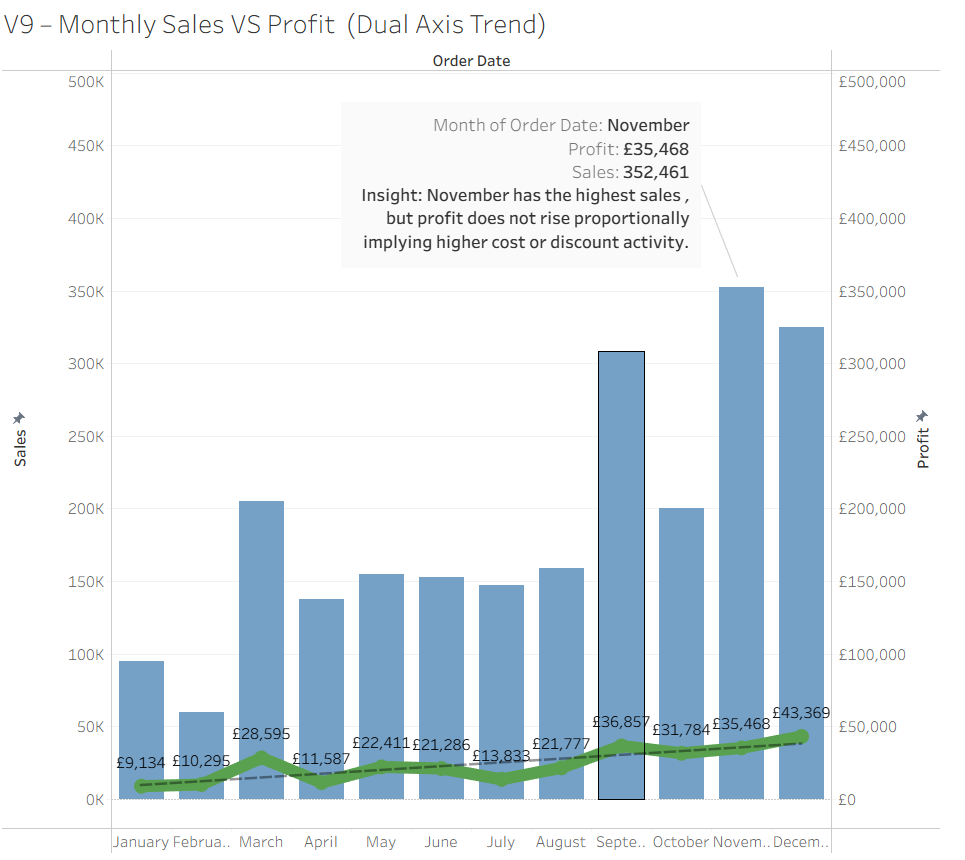 V9 – Monthly Sales VS Profit (Dual Axis Trend)
Order Date
500K
450K
400K
350K
300K
250K
200K
150K
100K
50K
0K
Sales
Month of Order Date: November
Profit: £35,468
Sales: 352,461
Insight: November has the highest sales ,
but profit does not rise proportionally
implying higher cost or discount activity.
£9,134
£10,295
£28,595
£11,587
£22,411
£21,286
£13,833
£21,777
£36,857
£31,784
£35,468
£43,369
£500,000
£450,000
£400,000
£350,000
£300,000
£250,000
£200,000
£150,000
£100,000
£50,000
£0
Profit
January Februa.. March April May June July August Septe.. October Novem.. Decem..